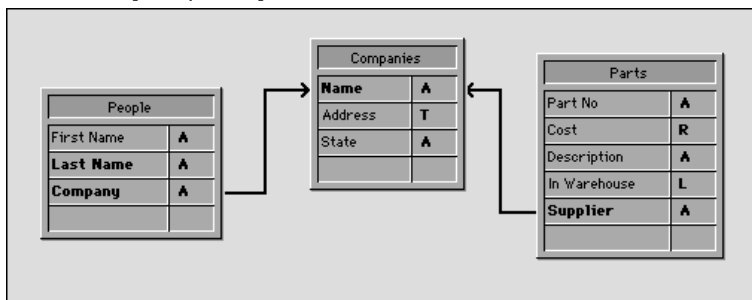 People
First Name A
Last Name A
Company A
Companies
Name A
Address T
State A
Parts
Part No A
Cost R
Description A
In Warehouse L
Supplier A